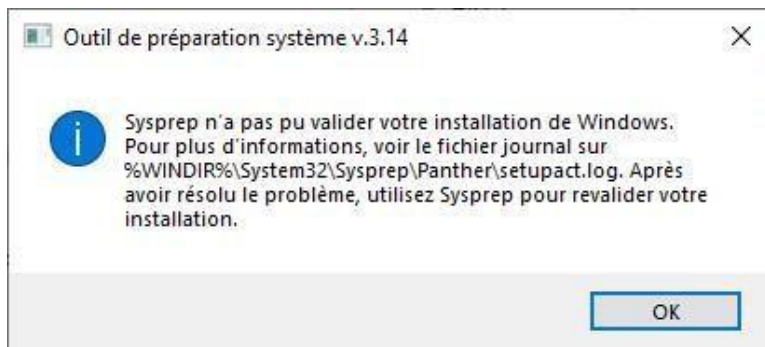 Outil de préparation système v.3.14
Sysprep n'a pas pu valider votre installation de Windows.
Pour plus d'informations, voir le fichier journal sur
%WINDIR%\System32\Sysprep\Panther\setupact.log. Après
avoir résolu le problème, utilisez Sysprep pour revalider votre
installation.
OK